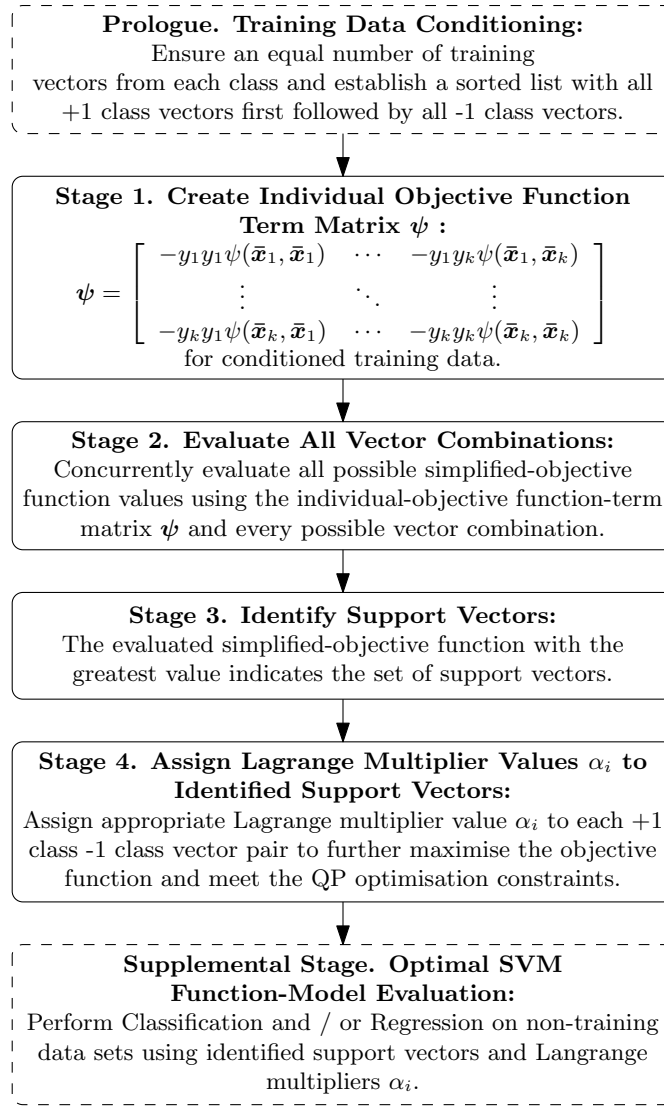 Prologue. Training Data Conditioning:
Ensure an equal number of training
vectors from each class and establish a sorted list with all
+1 class vectors first followed by all -1 class vectors.
Stage 1. Create Individual Objective Function
Term Matrix ψ :
ψ = [ −y₁y₁ψ(x̄₁, x̄₁) ⋯ −y₁yₖψ(x̄₁, x̄ₖ)
⋮ ⋱ ⋮
−yₖy₁ψ(x̄ₖ, x̄₁) ⋯ −yₖyₖψ(x̄ₖ, x̄ₖ) ]
for conditioned training data.
Stage 2. Evaluate All Vector Combinations:
Concurrently evaluate all possible simplified-objective
function values using the individual-objective function-term
matrix ψ and every possible vector combination.
Stage 3. Identify Support Vectors:
The evaluated simplified-objective function with the
greatest value indicates the set of support vectors.
Stage 4. Assign Lagrange Multiplier Values αᵢ to
Identified Support Vectors:
Assign appropriate Lagrange multiplier value αᵢ to each +1
class -1 class vector pair to further maximise the objective
function and meet the QP optimisation constraints.
Supplemental Stage. Optimal SVM
Function-Model Evaluation:
Perform Classification and / or Regression on non-training
data sets using identified support vectors and Langrange
multipliers αᵢ.